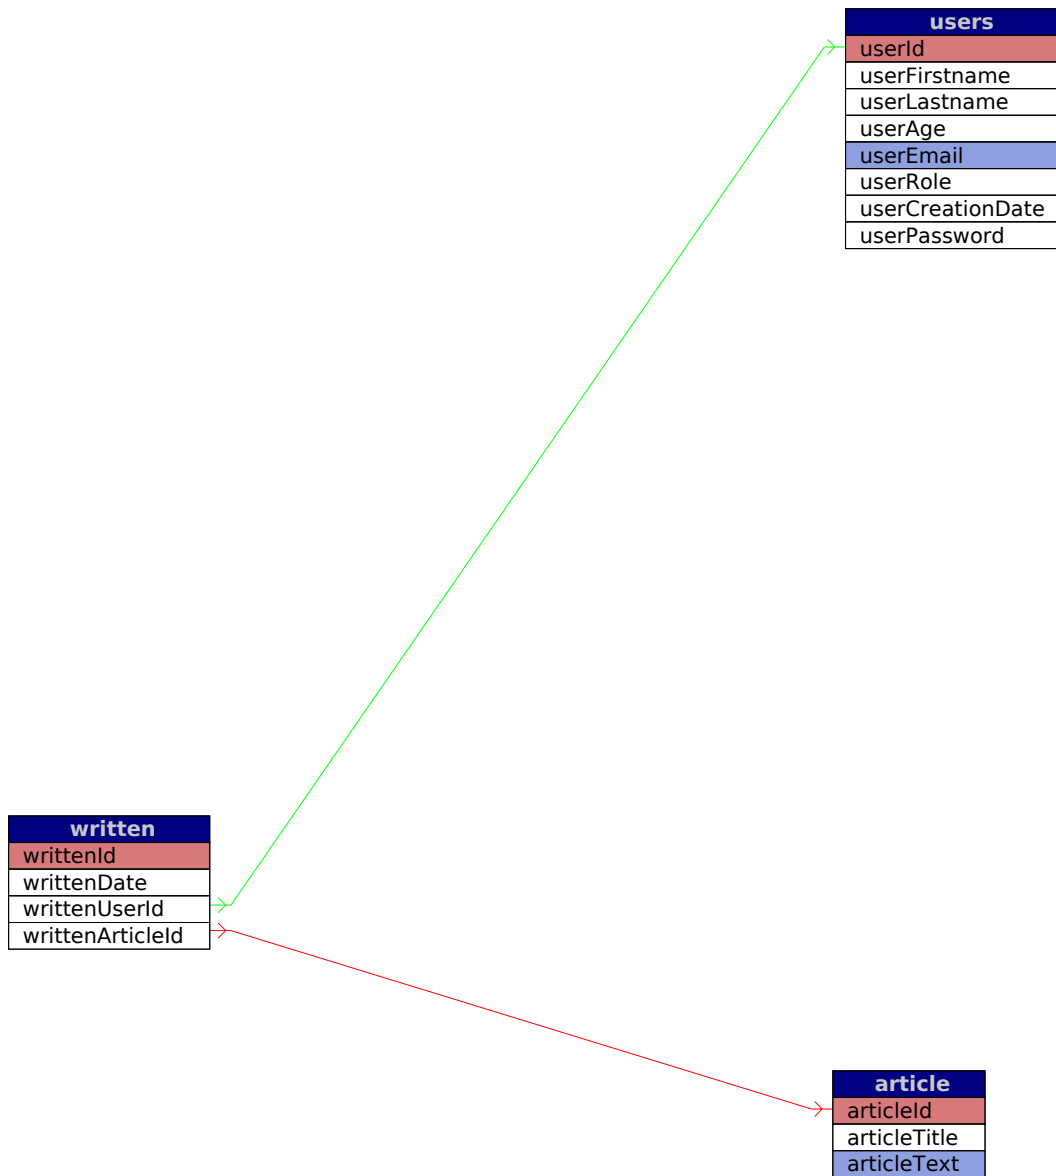 users
userId
userFirstname
userLastname
userAge
userEmail
userRole
userCreationDate
userPassword
written
writtenId
writtenDate
writtenUserId
writtenArticleId
article
articleId
articleTitle
articleText